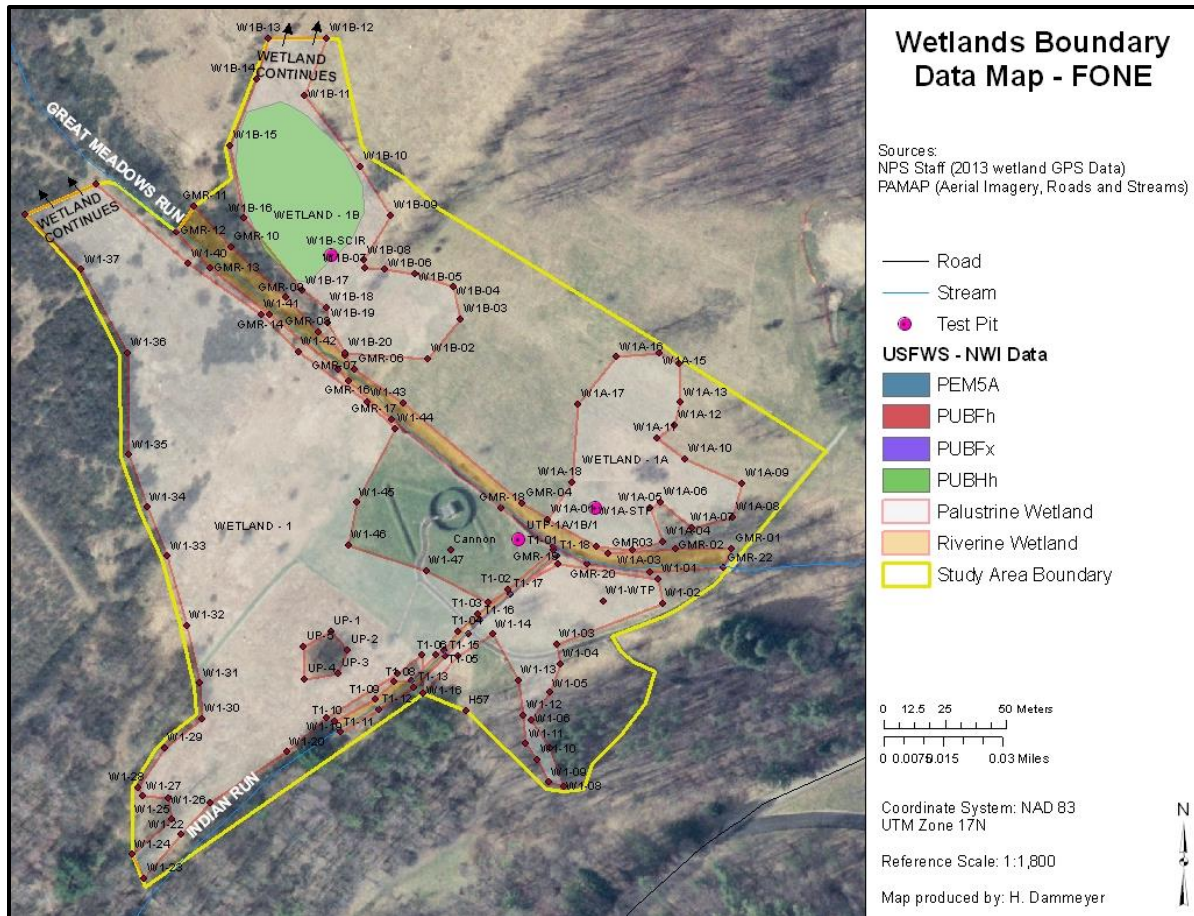 Wetlands Boundary
Data Map - FONE
Sources:
NPS Staff (2013 wetland GPS Data)
PAMAP (Aerial Imagery, Roads and Streams)
Road
Stream
Test Pit
USFWS - NWI Data
PEM5A
PUBFh
PUBFx
PUBHh
Palustrine Wetland
Riverine Wetland
Study Area Boundary
0 12.5 25 50 Meters
0 0.0075 0.015 0.03 Miles
Coordinate System: NAD 83
UTM Zone 17N
Reference Scale: 1:1,800
Map produced by: H. Dammeyer
N
W1B-13
W1B-12
WETLAND
CONTINUES
W1B-14
W1B-11
GREAT MEADOWS RUN
W1B-15
W1B-10
WETLAND
CONTINUES
GMR-11
W1B-16
WETLAND - 1B
W1B-09
GMR-12
GMR-10
W1B-SCIR
W1B-08
W1B-07
W1B-06
W1B-05
W1B-04
W1B-03
W1-40
GMR-13
W1-37
GMR-09
W1B-17
W1B-18
W1B-19
W1-41
GMR-14
GMR-08
W1-42
W1B-20
W1B-02
GMR-06
GMR-07
GMR-16
GMR-17
W1-43
W1-44
W1-36
W1A-16
W1A-15
W1A-17
W1A-13
W1A-12
W1A-11
W1A-10
WETLAND - 1A
W1A-09
W1-35
W1A-18
GMR-18
GMR-04
W1-45
W1-34
W1A-01
W1A-STP
W1A-05
W1A-06
W1A-07
W1A-08
WETLAND - 1
W1-46
Cannon
UTP-1A/1B/1
T1-01
T1-18
W1A-04
GMR-19
GMR03
GMR-02
GMR-01
GMR-22
W1-33
W1-47
GMR-20
W1A-03
W1-01
T1-02
T1-17
W1-WTP
W1-02
T1-03
T1-16
W1-32
UP-1
T1-04
W1-14
UP-5
UP-2
T1-15
W1-03
T1-06
T1-05
UP-3
UP-4
W1-04
W1-13
W1-31
T1-08
T1-13
W1-05
T1-09
T1-12
W1-16
W1-30
T1-10
T1-11
H57
W1-12
W1-06
W1-19
W1-29
W1-20
W1-11
W1-10
W1-28
W1-27
W1-26
W1-09
W1-08
W1-25
W1-22
INDIAN RUN
W1-24
W1-23